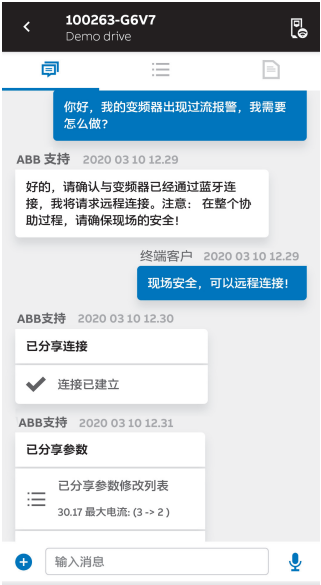 100263-G6V7
Demo drive
你好，我的变频器出现过流报警，我需要
怎么做？
ABB 支持 2020 03 10 12.29
好的，请确认与变频器已经通过蓝牙连
接，我将请求远程连接。注意： 在整个协
助过程，请确保现场的安全！
终端客户 2020 03 10 12.29
现场安全，可以远程连接！
ABB支持 2020 03 10 12.30
已分享连接
连接已建立
ABB支持 2020 03 10 12.31
已分享参数
已分享参数修改列表
30.17 最大电流: (3 -> 2 )
输入消息